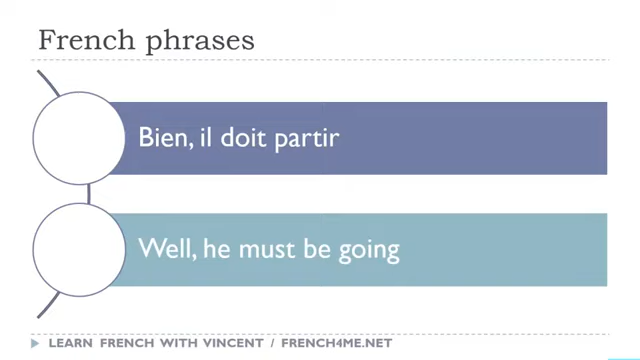 French phrases
Bien, il doit partir
Well, he must be going
LEARN FRENCH WITH VINCENT / FRENCH4ME.NET